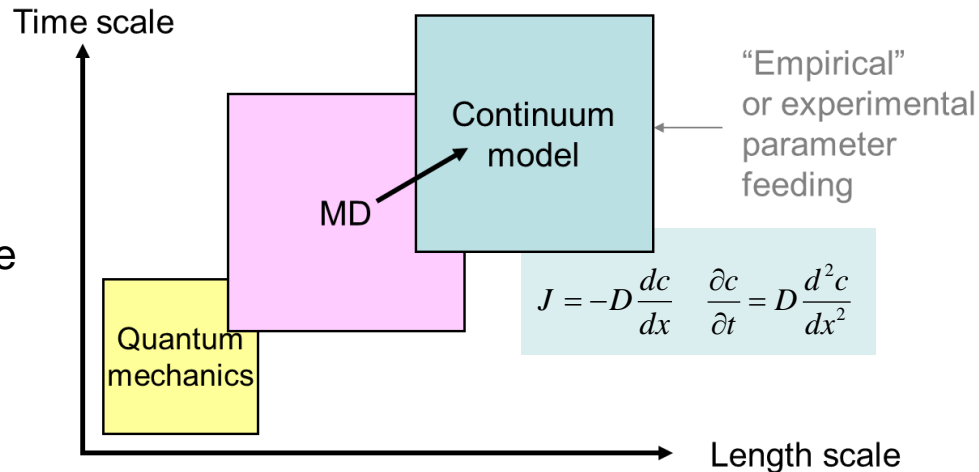 Time scale
Continuum
model
“Empirical”
or experimental
parameter
feeding
MD
e
Quantum
mechanics
J = −D dc/dx   ∂c/∂t = D d²c/dx²
Length scale